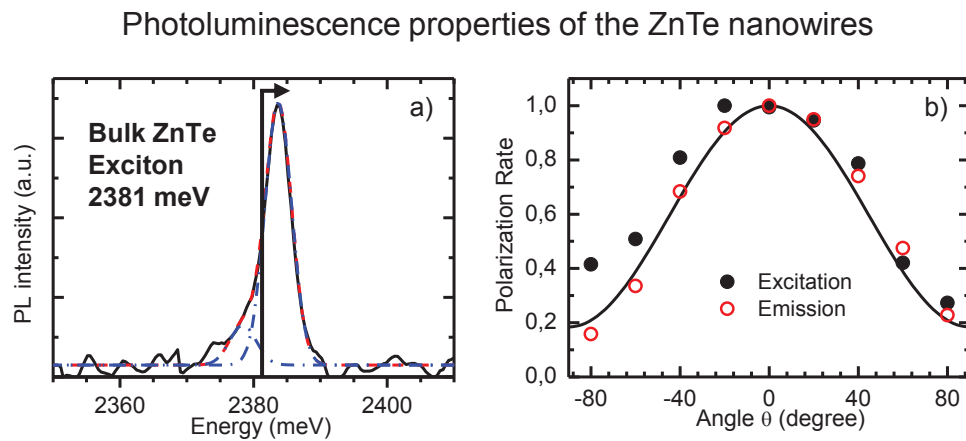 Photoluminescence properties of the ZnTe nanowires
a)
Bulk ZnTe
Exciton
2381 meV
PL intensity (a.u.)
2360 2380 2400
Energy (meV)
b)
1,0
0,8
0,6
0,4
0,2
0,0
Polarization Rate
Excitation
Emission
-80 -40 0 40 80
Angle θ (degree)